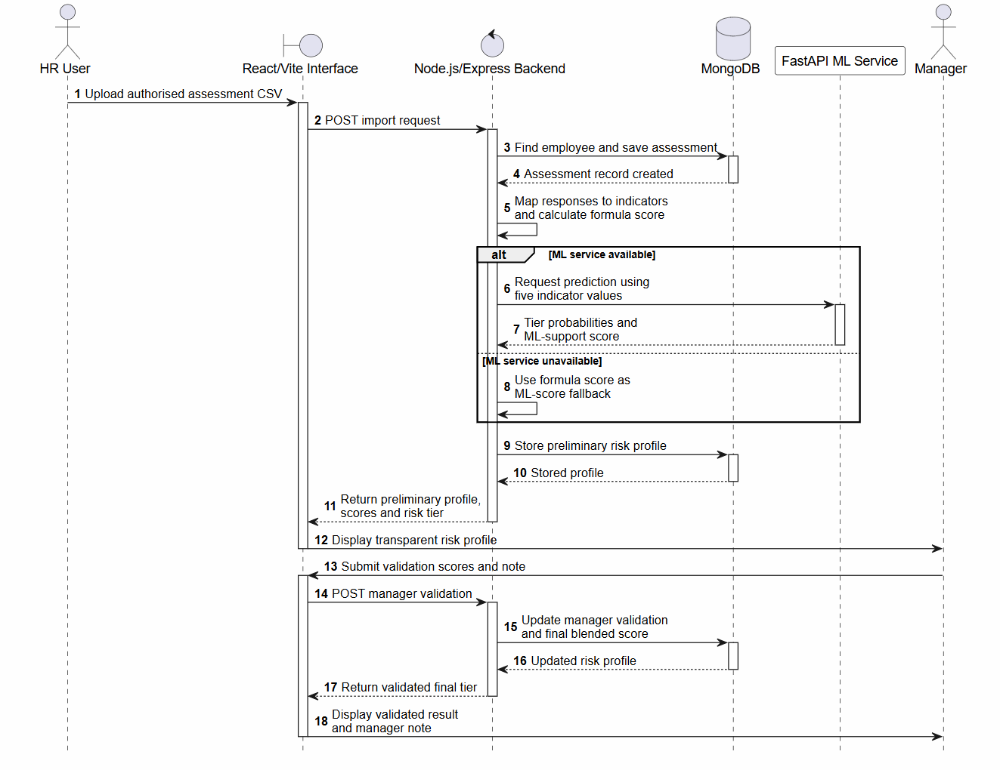 HR User
React/Vite Interface
Node.js/Express Backend
MongoDB
FastAPI ML Service
Manager
1 Upload authorised assessment CSV
2 POST import request
3 Find employee and save assessment
4 Assessment record created
5 Map responses to indicators
and calculate formula score
alt [ML service available]
6 Request prediction using
five indicator values
7 Tier probabilities and
ML-support score
[ML service unavailable]
8 Use formula score as
ML-score fallback
9 Store preliminary risk profile
10 Stored profile
11 Return preliminary profile,
scores and risk tier
12 Display transparent risk profile
13 Submit validation scores and note
14 POST manager validation
15 Update manager validation
and final blended score
16 Updated risk profile
17 Return validated final tier
18 Display validated result
and manager note